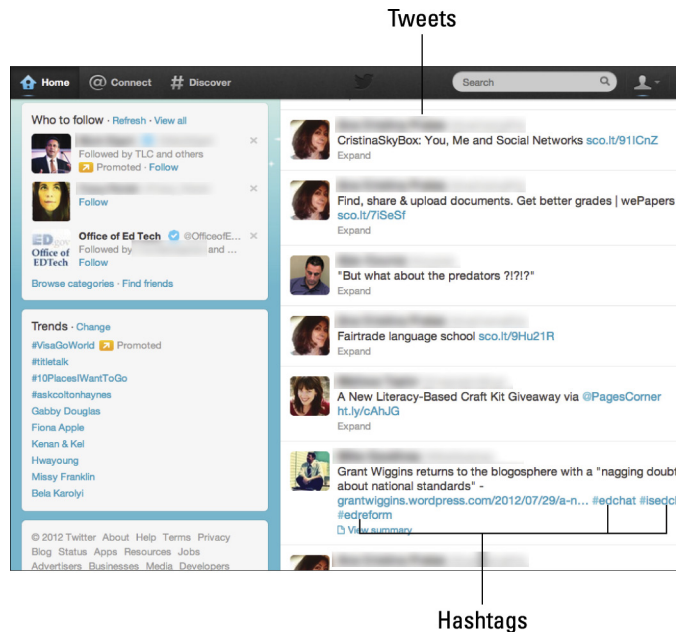 Tweets
Home @ Connect # Discover
Search
Who to follow · Refresh · View all
Followed by TLC and others
Promoted · Follow
Follow
ED.gov
Office of
EDTech
Office of Ed Tech @OfficeofE...
Followed by and ...
Follow
Browse categories · Find friends
Trends · Change
#VisaGoWorld Promoted
#titletalk
#10PlacesIWantToGo
#askcoltonhaynes
Gabby Douglas
Fiona Apple
Kenan & Kel
Hwayoung
Missy Franklin
Bela Karolyi
© 2012 Twitter About Help Terms Privacy
Blog Status Apps Resources Jobs
Advertisers Businesses Media Developers
CristinaSkyBox: You, Me and Social Networks sco.lt/91ICnZ
Expand
Find, share & upload documents. Get better grades | wePapers
sco.lt/7iSeSf
Expand
"But what about the predators ?!?!?"
Expand
Fairtrade language school sco.lt/9Hu21R
Expand
A New Literacy-Based Craft Kit Giveaway via @PagesCorner
ht.ly/cAhJG
Expand
Grant Wiggins returns to the blogosphere with a "nagging doubt
about national standards" -
grantwiggins.wordpress.com/2012/07/29/a-n... #edchat #isedc
#edreform
View summary
Hashtags